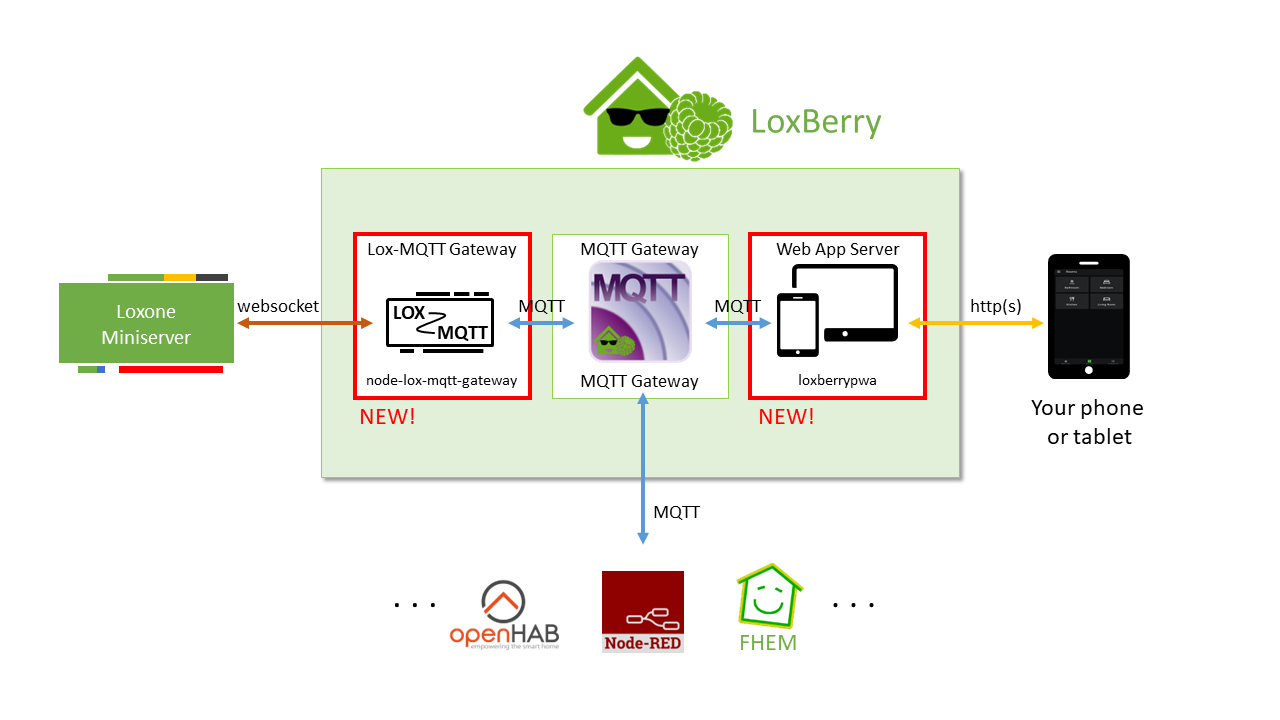 LoxBerry
Lox-MQTT Gateway
MQTT Gateway
Web App Server
Loxone
Miniserver
websocket
LOX
MQTT
MQTT
MQTT
MQTT
http(s)
node-lox-mqtt-gateway
MQTT Gateway
loxberrypwa
NEW!
NEW!
Your phone
or tablet
MQTT
. . .
openHAB
empowering the smart home
Node-RED
FHEM
. . .